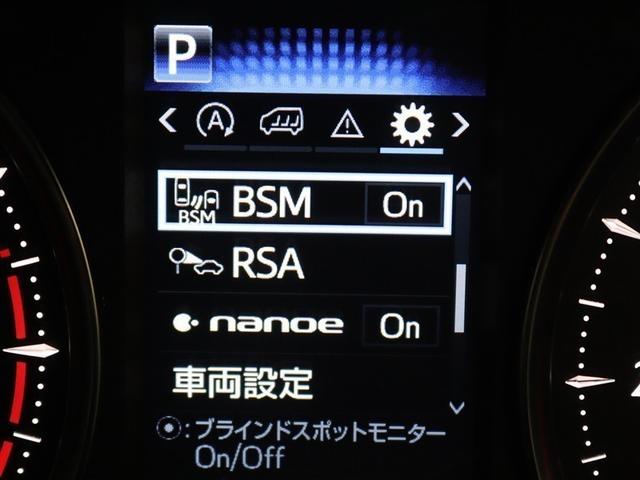 P
A
BSM BSM On
RSA
nanoe On
車両設定
:ブラインドスポットモニター
On/Off
2